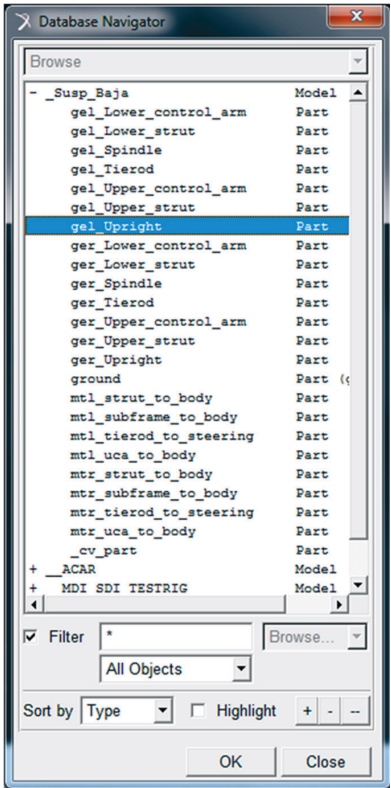 Database Navigator
Browse
- _Susp_Baja Model
gel_Lower_control_arm Part
gel_Lower_strut Part
gel_Spindle Part
gel_Tierod Part
gel_Upper_control_arm Part
gel_Upper_strut Part
gel_Upright Part
ger_Lower_control_arm Part
ger_Lower_strut Part
ger_Spindle Part
ger_Tierod Part
ger_Upper_control_arm Part
ger_Upper_strut Part
ger_Upright Part
ground Part (
mtl_strut_to_body Part
mtl_subframe_to_body Part
mtl_tierod_to_steering Part
mtl_uca_to_body Part
mtr_strut_to_body Part
mtr_subframe_to_body Part
mtr_tierod_to_steering Part
mtr_uca_to_body Part
_cv_part Part
+ __ACAR Model
+ MDI SDI TESTRIG Model
Filter * Browse...
All Objects
Sort by Type Highlight + - --
OK Close